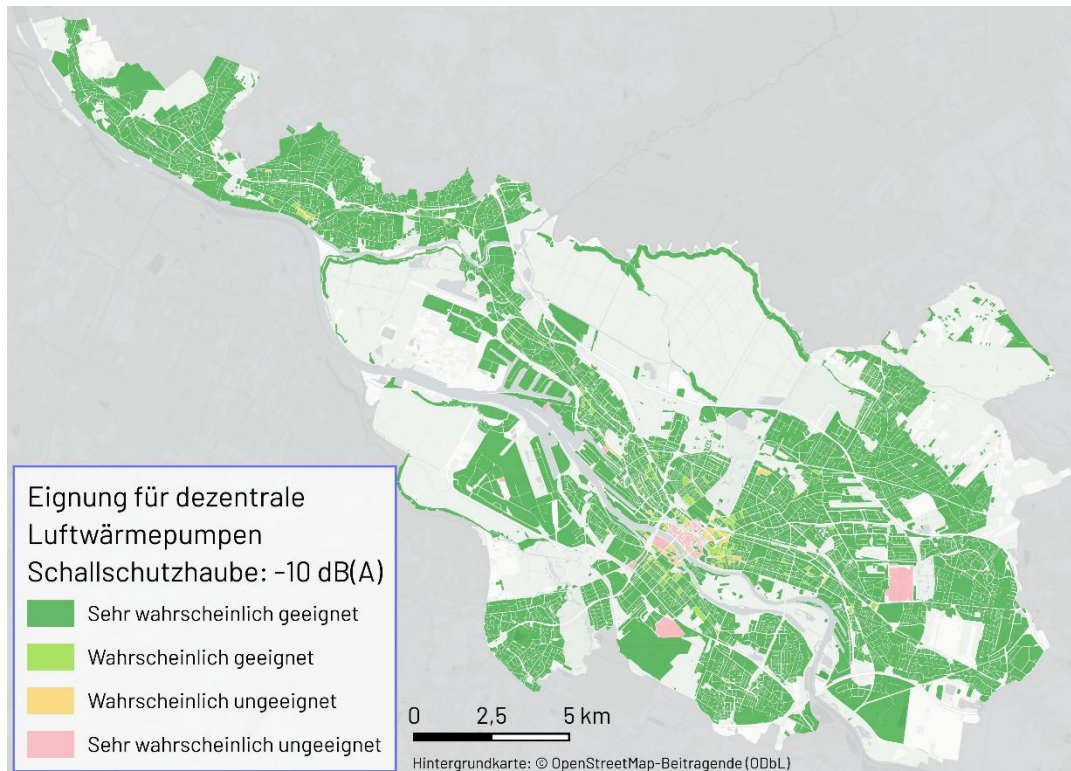 Eignung für dezentrale
Luftwärmepumpen
Schallschutzhaube: -10 dB(A)
Sehr wahrscheinlich geeignet
Wahrscheinlich geeignet
Wahrscheinlich ungeeignet
Sehr wahrscheinlich ungeeignet
0 2,5 5 km
Hintergrundkarte: © OpenStreetMap-Beitragende (ODbL)